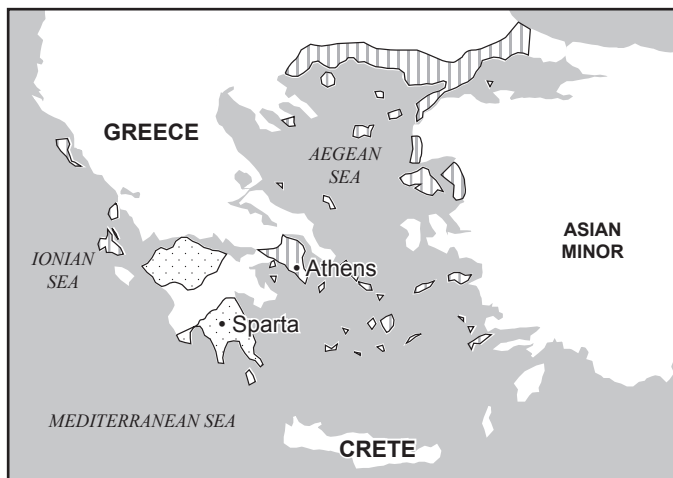 GREECE
AEGEAN
SEA
ASIAN
MINOR
IONIAN
SEA
Athens
Sparta
MEDITERRANEAN SEA
CRETE